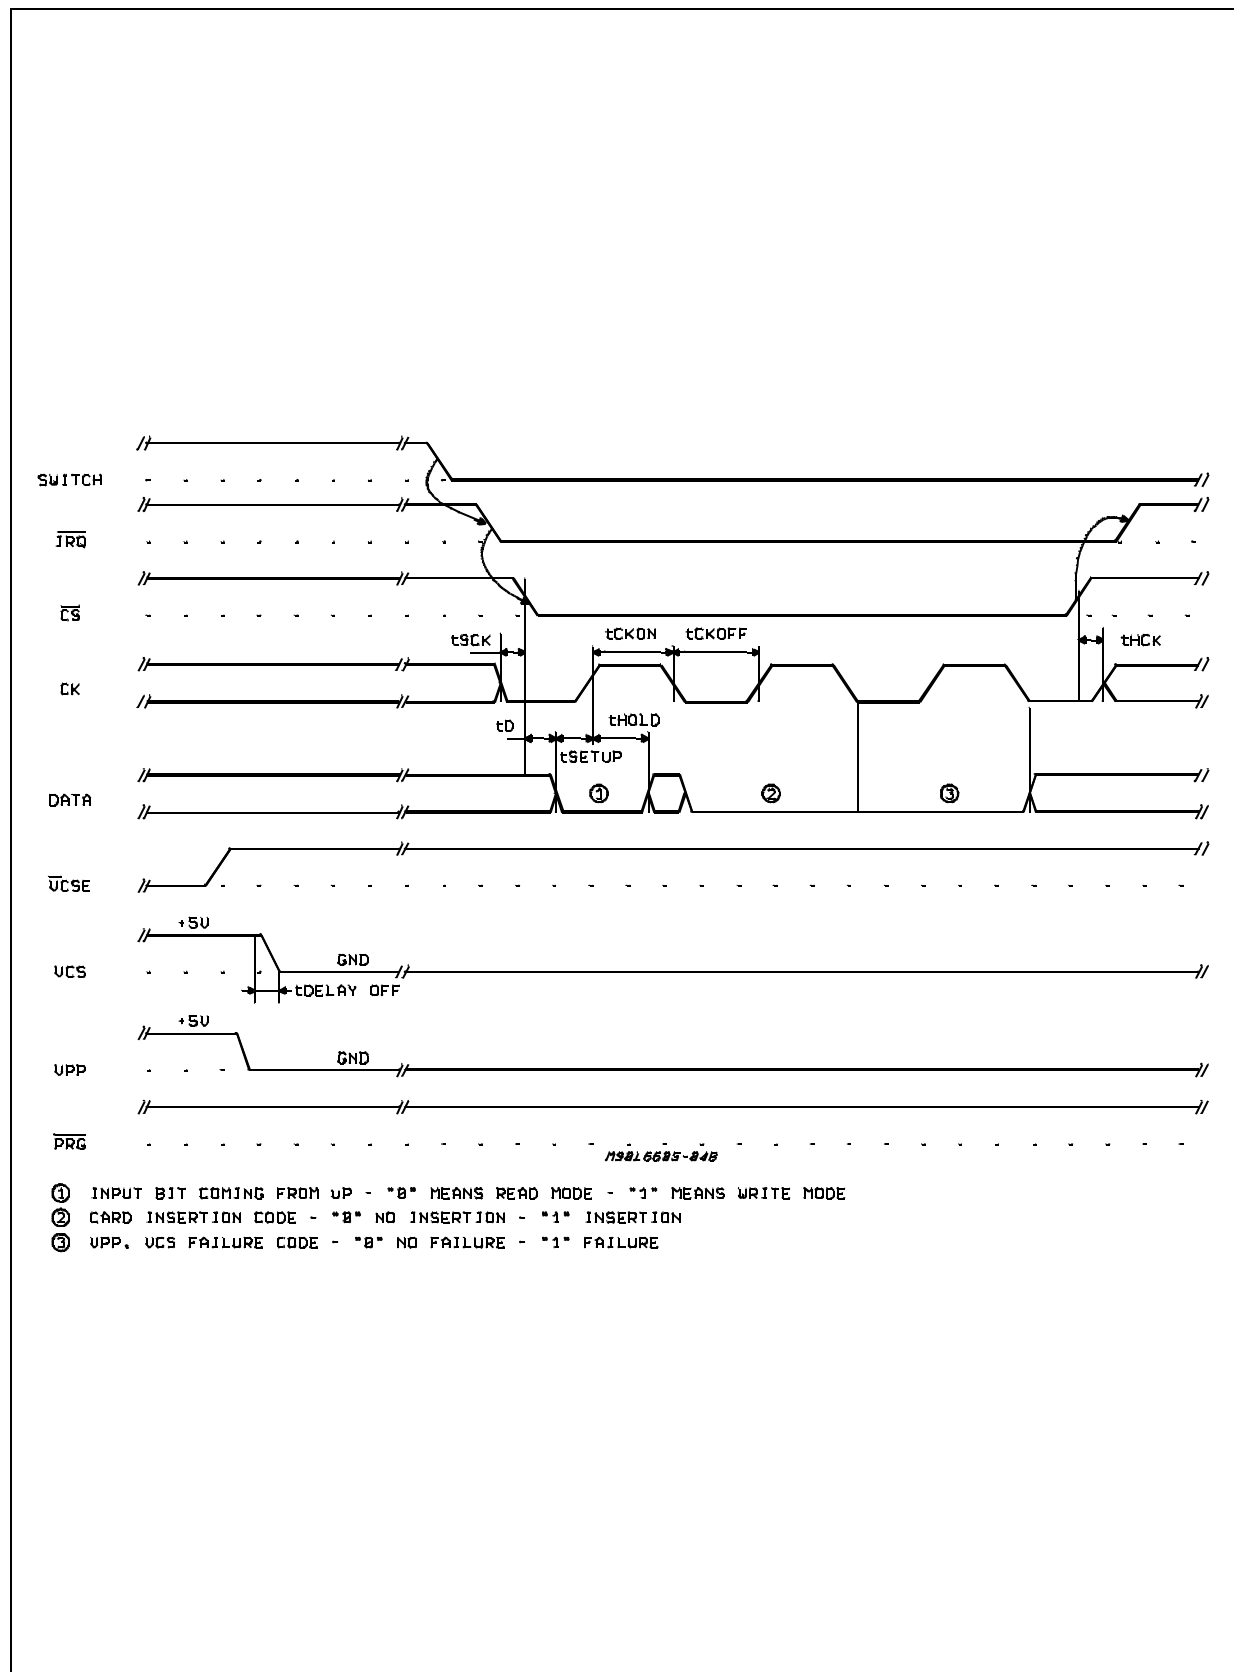 SWITCH
IRQ
CS
tSCK
tCKON
tCKOFF
tHCK
CK
tD
tHOLD
tSETUP
DATA
①
②
③
VCSE
+5V
VCS
GND
tDELAY OFF
+5V
VPP
GND
PRG
M90L6605-04B
① INPUT BIT COMING FROM uP - "0" MEANS READ MODE - "1" MEANS WRITE MODE
② CARD INSERTION CODE - "0" NO INSERTION - "1" INSERTION
③ VPP. VCS FAILURE CODE - "0" NO FAILURE - "1" FAILURE